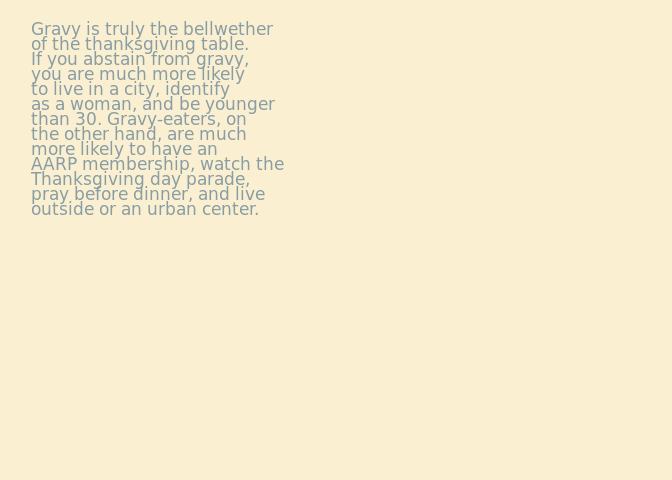 Gravy is truly the bellwether
of the thanksgiving table.
If you abstain from gravy,
you are much more likely
to live in a city, identify
as a woman, and be younger
than 30. Gravy-eaters, on
the other hand, are much
more likely to have an
AARP membership, watch the
Thanksgiving day parade,
pray before dinner, and live
outside or an urban center.